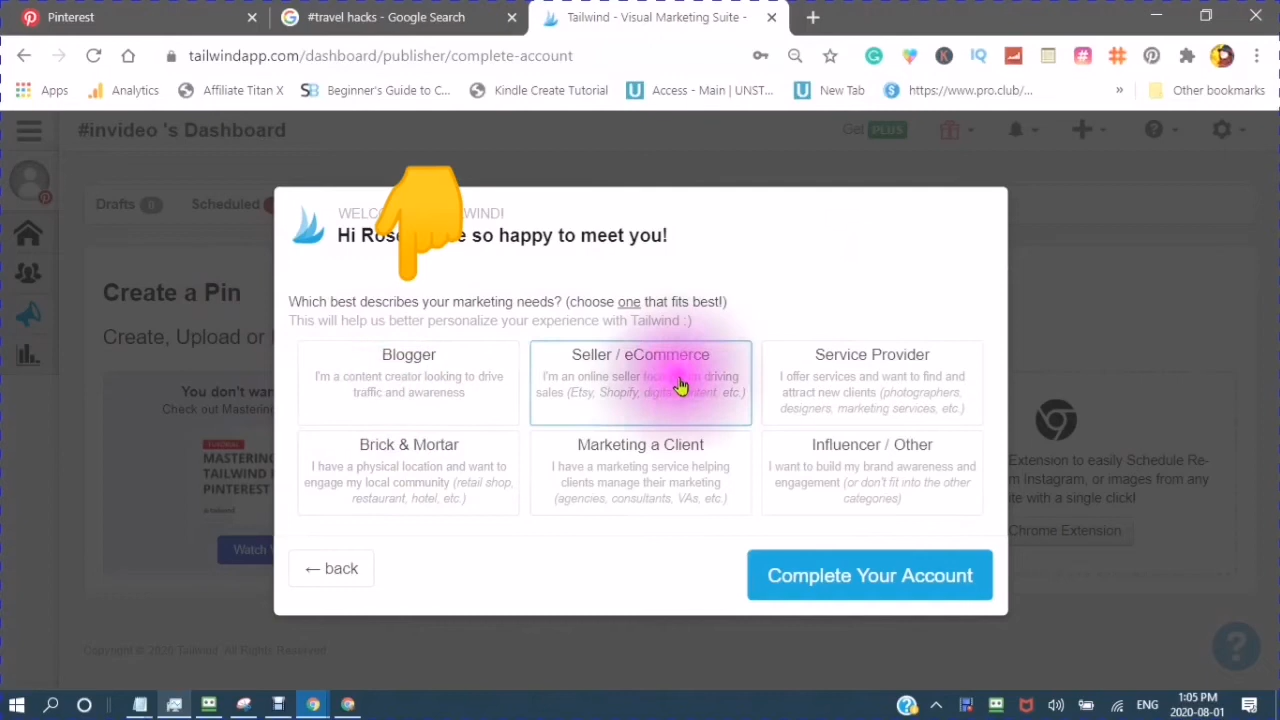 Pinterest
#travel hacks - Google Search
Tailwind - Visual Marketing Suite -
tailwindapp.com/dashboard/publisher/complete-account
Apps
Analytics
Affiliate Titan X
Beginner's Guide to C...
Kindle Create Tutorial
Access - Main | UNST...
New Tab
https://www.pro.club/...
»
Other bookmarks
#invideo 's Dashboard
Get PLUS
Drafts 0
Scheduled
WELC WIND!
Hi Ros e so happy to meet you!
Create a Pin
Create, Upload or
Which best describes your marketing needs? (choose one that fits best!)
This will help us better personalize your experience with Tailwind :)
Blogger
I'm a content creator looking to drive
traffic and awareness
Seller / eCommerce
I'm an online seller driving
sales (Etsy, Shopify, digital etc.)
Service Provider
I offer services and want to find and
attract new clients (photographers,
designers, marketing services, etc.)
Brick & Mortar
I have a physical location and want to
engage my local community (retail shop,
restaurant, hotel, etc.)
Marketing a Client
I have a marketing service helping
clients manage their marketing
(agencies, consultants, VAs, etc.)
Influencer / Other
I want to build my brand awareness and
engagement (or don't fit into the other
categories)
You don't wan
Check out Mastering
TUTORIAL
MASTERING
TAILWIND
PINTEREST
Watch
Extension to easily Schedule Re-
m Instagram, or images from any
ite with a single click!
Chrome Extension
← back
Complete Your Account
Copyright © 2020 Tailwind. All Rights Reserved
ENG
1:05 PM
2020-08-01